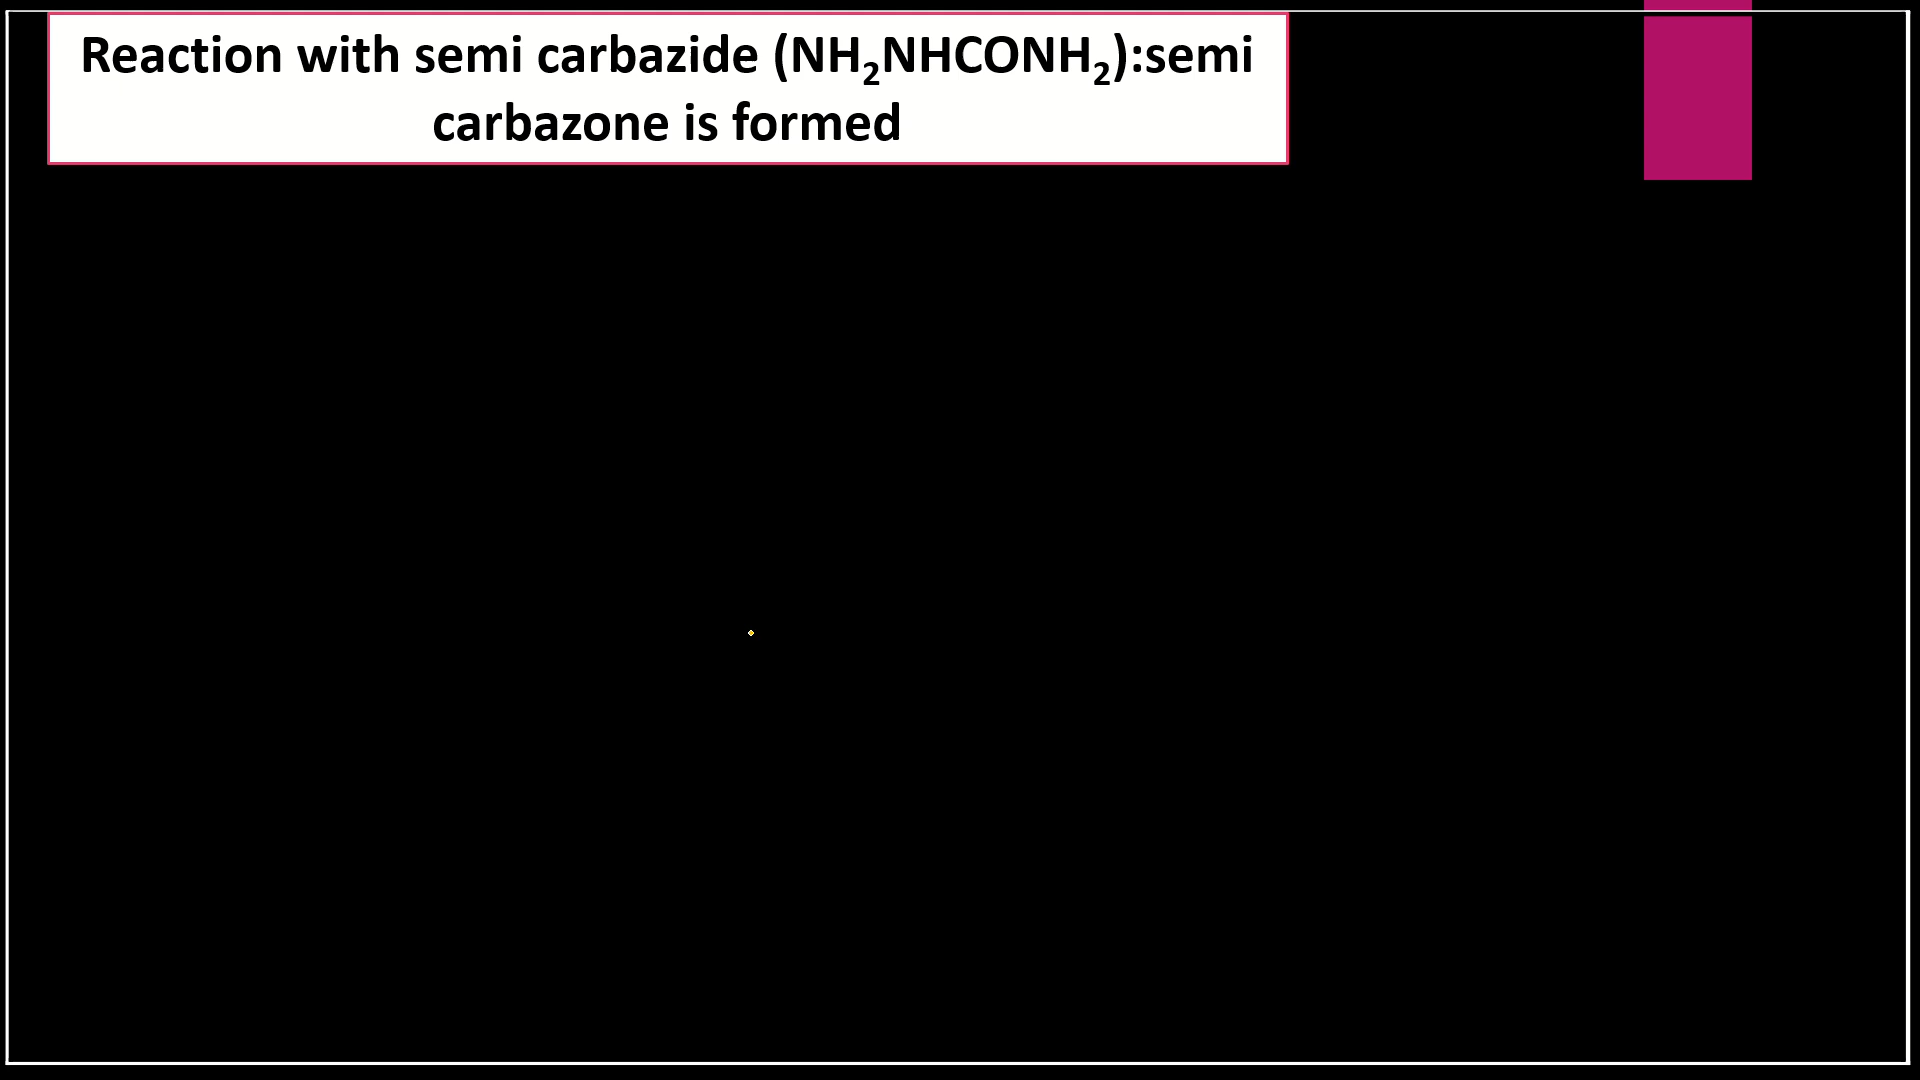 Reaction with semi carbazide (NH₂NHCONH₂):semi
carbazone is formed